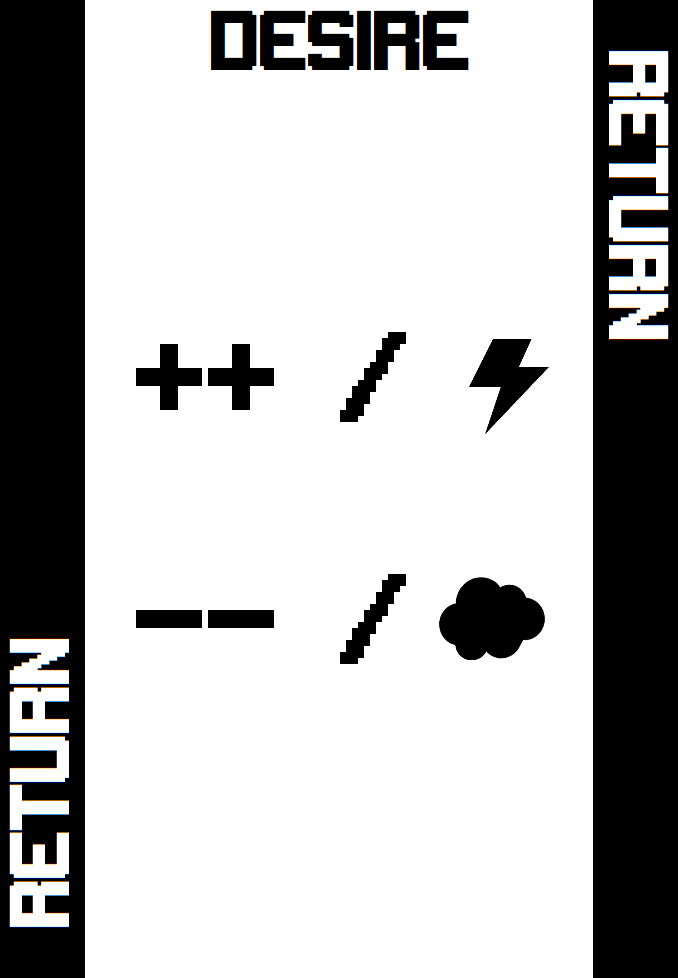 DESIRE
RETURN
++ /
-- /
RETURN